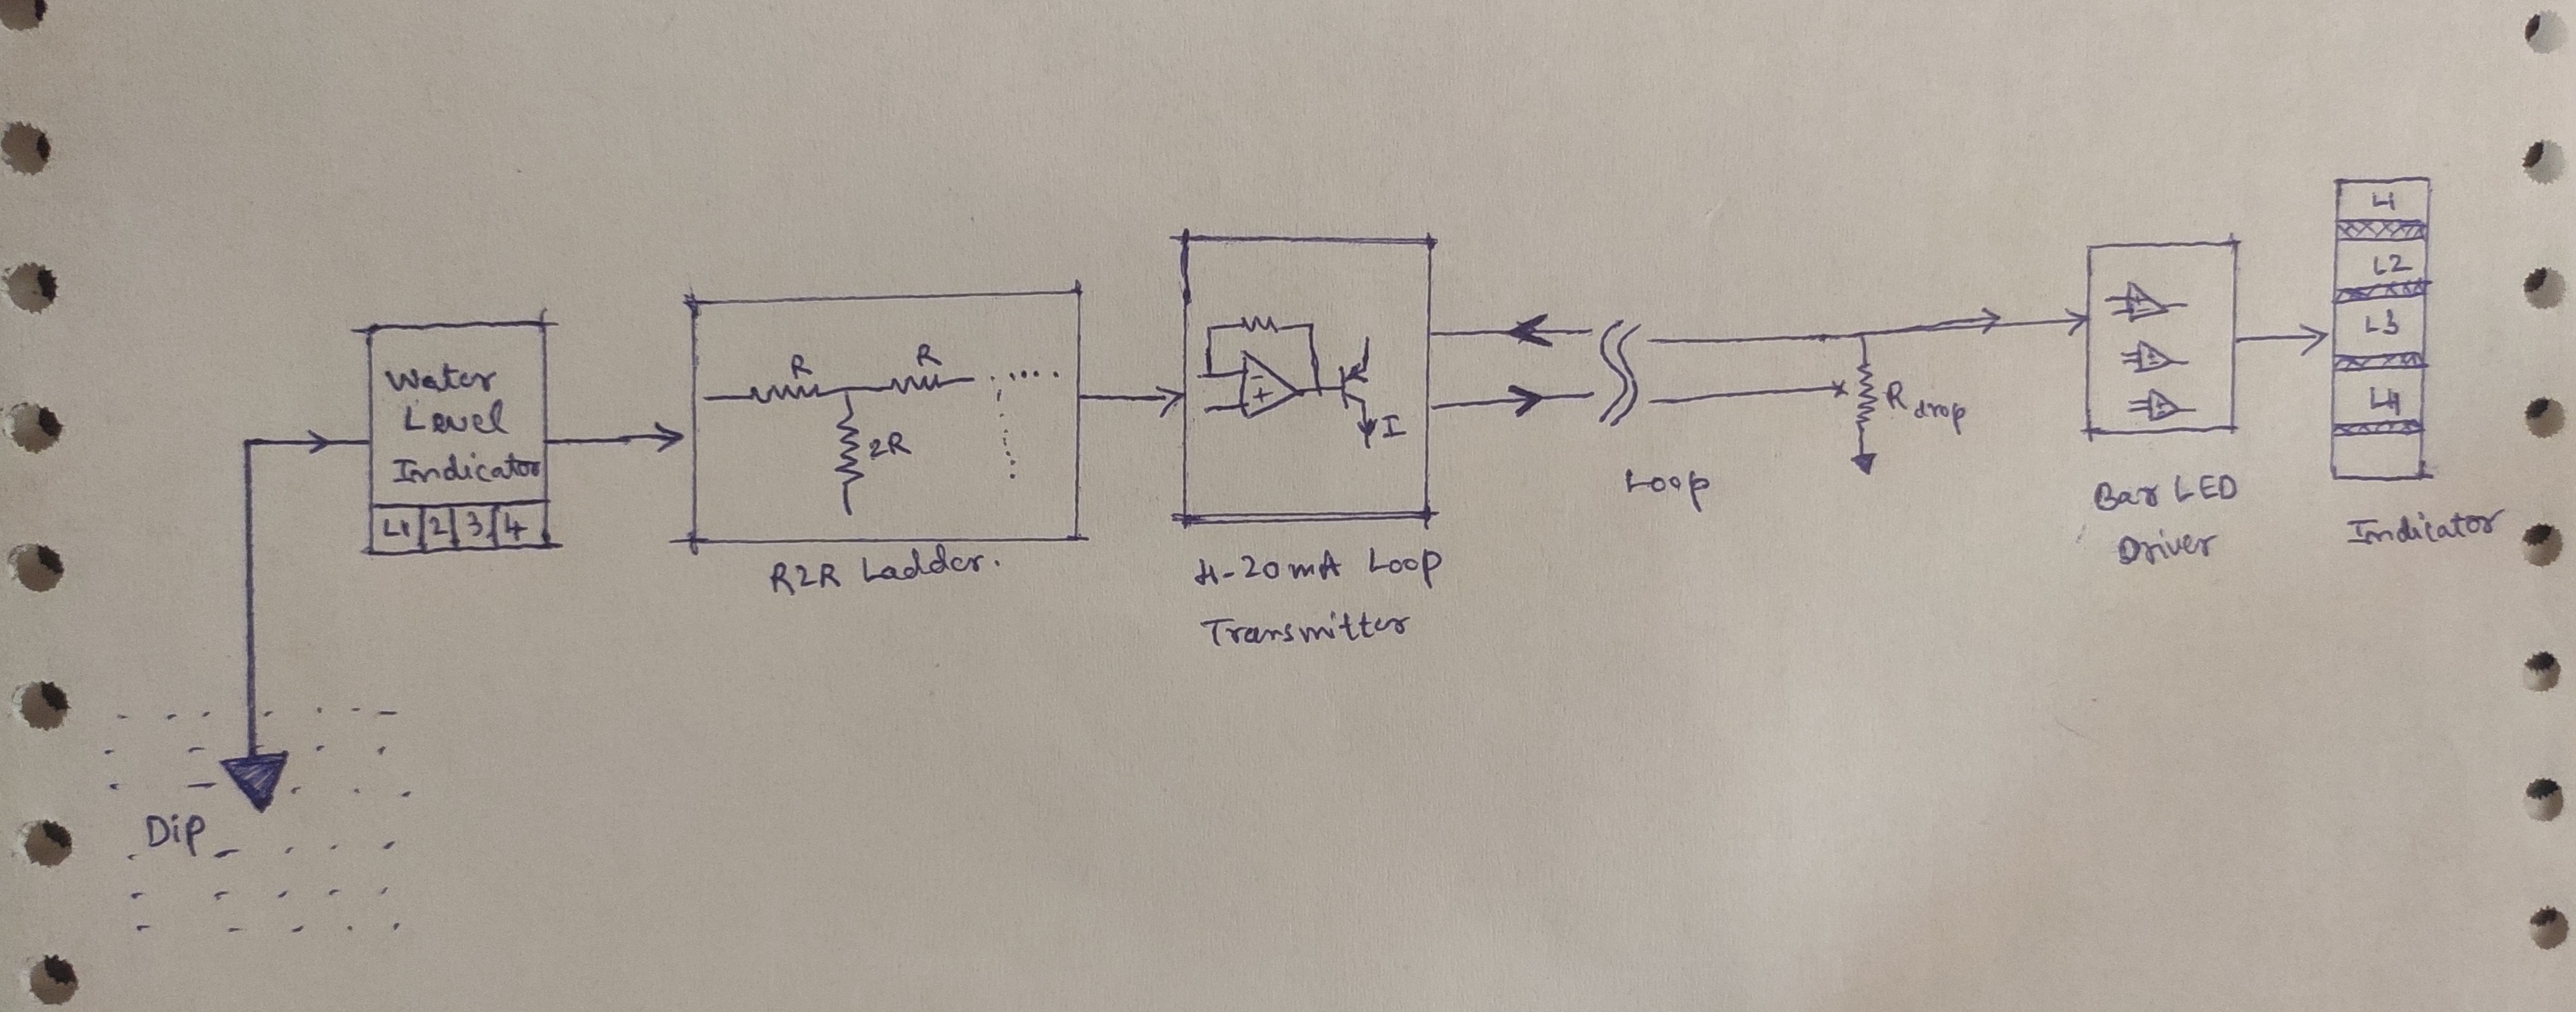 Water
Level
Indicator
L1 2 3 4
Dip
R
R
2R
R2R Ladder.
- +
I
4-20mA Loop
Transmitter
Loop
R drop
Bar LED
Driver
L1
L2
L3
L4
Indicator